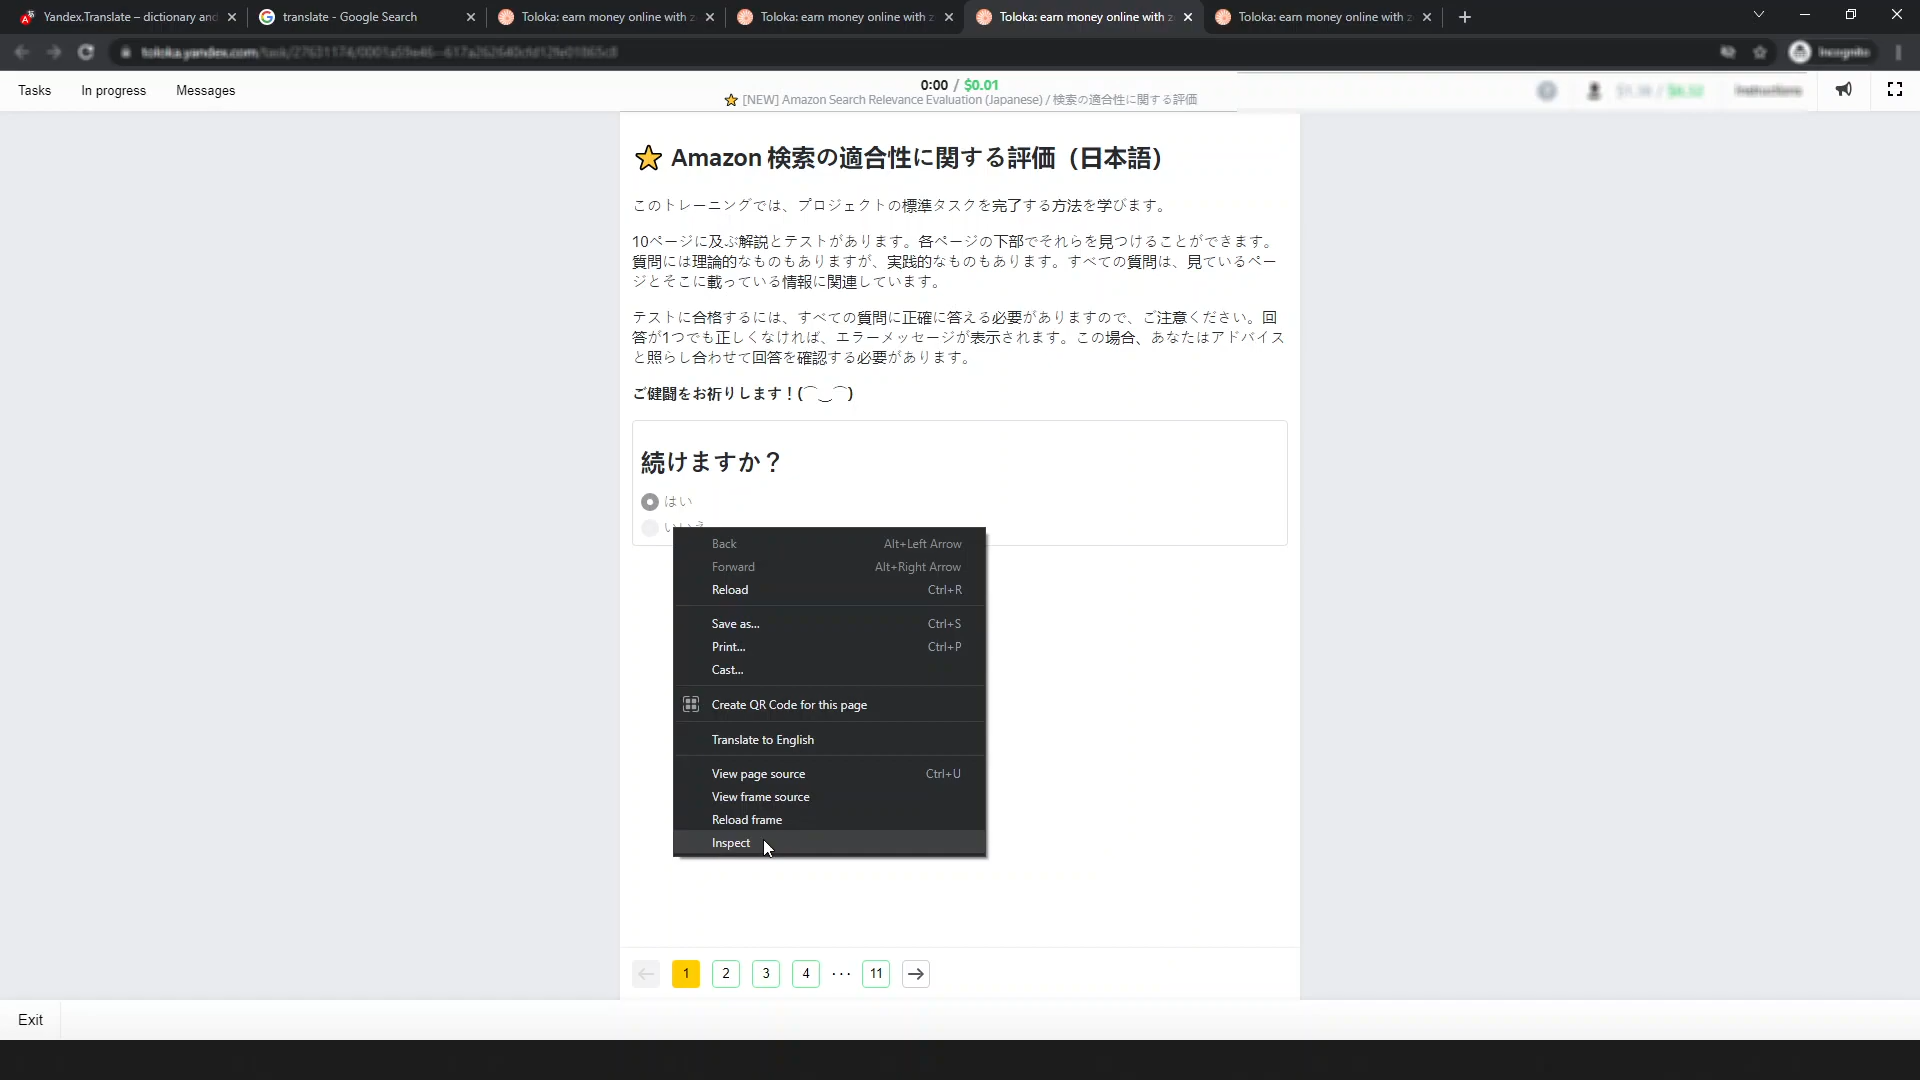 Yandex.Translate – dictionary and
translate - Google Search
Toloka: earn money online with
Toloka: earn money online with
Toloka: earn money online with
Toloka: earn money online with
toloka.yandex.com
Incognito
Tasks
In progress
Messages
0:00 / $0.01
[NEW] Amazon Search Relevance Evaluation (Japanese) / 検索の適合性に関する評価
Instructions
Amazon 検索の適合性に関する評価（日本語）
このトレーニングでは、プロジェクトの標準タスクを完了する方法を学びます。
10ページに及ぶ解説とテストがあります。各ページの下部でそれらを見つけることができます。
質問には理論的なものもありますが、実践的なものもあります。すべての質問は、見ているペー
ジとそこに載っている情報に関連しています。
テストに合格するには、すべての質問に正確に答える必要がありますので、ご注意ください。回
答が1つでも正しくなければ、エラーメッセージが表示されます。この場合、あなたはアドバイス
と照らし合わせて回答を確認する必要があります。
ご健闘をお祈りします！(⌒‿⌒)
続けますか？
はい
いいえ
Back Alt+Left Arrow
Forward Alt+Right Arrow
Reload Ctrl+R
Save as... Ctrl+S
Print... Ctrl+P
Cast...
Create QR Code for this page
Translate to English
View page source Ctrl+U
View frame source
Reload frame
Inspect
1 2 3 4 ... 11
Exit